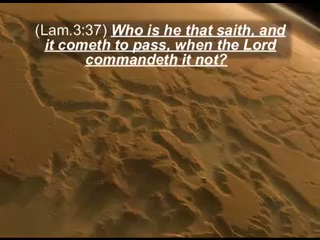 (Lam.3:37) Who is he that saith, and
it cometh to pass, when the Lord
commandeth it not?